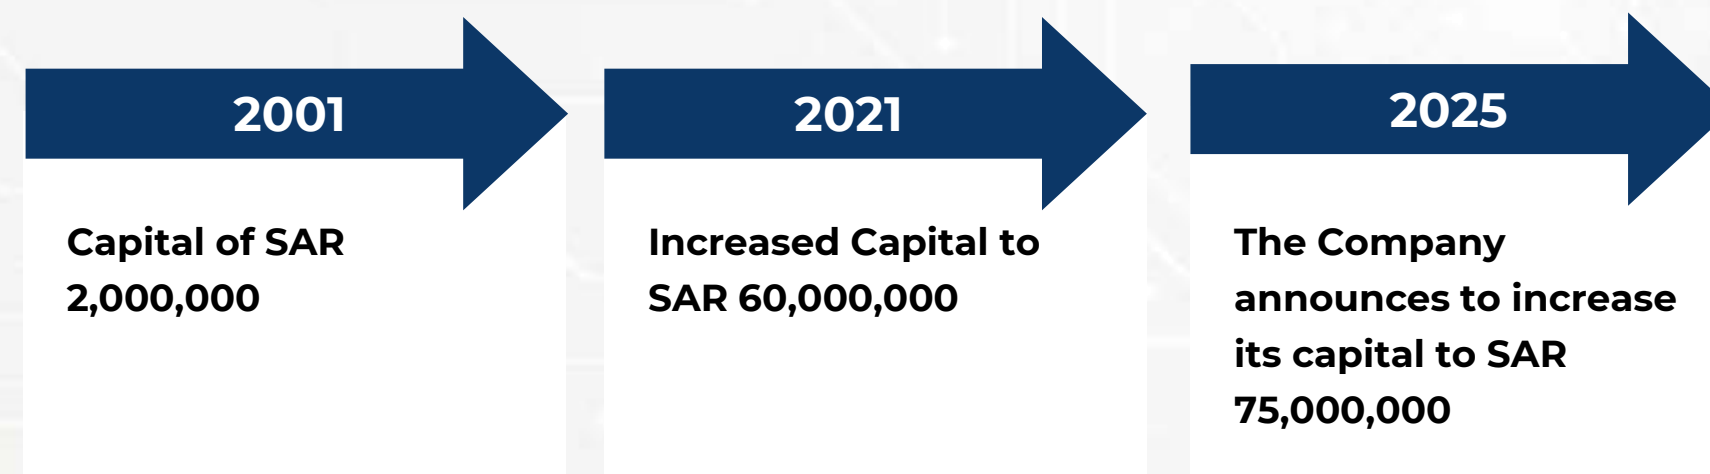 2001
Capital of SAR
2,000,000
2021
Increased Capital to
SAR 60,000,000
2025
The Company
announces to increase
its capital to SAR
75,000,000